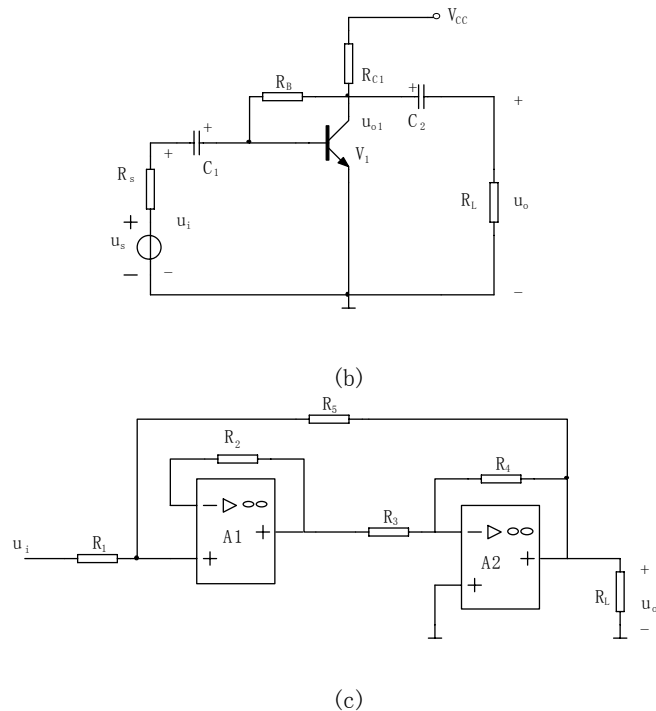 V_CC
R_B
R_C1
+
C_2
+
u_o1
+
+
C_1
V_1
R_s
R_L
u_o
+
u_i
u_s
−
−
−
(b)
R_5
R_2
R_4
− ▷ ∞
R_3
− ▷ ∞
A1
+
u_i
R_1
+
A2
+
+
+
R_L
u_o
−
(c)